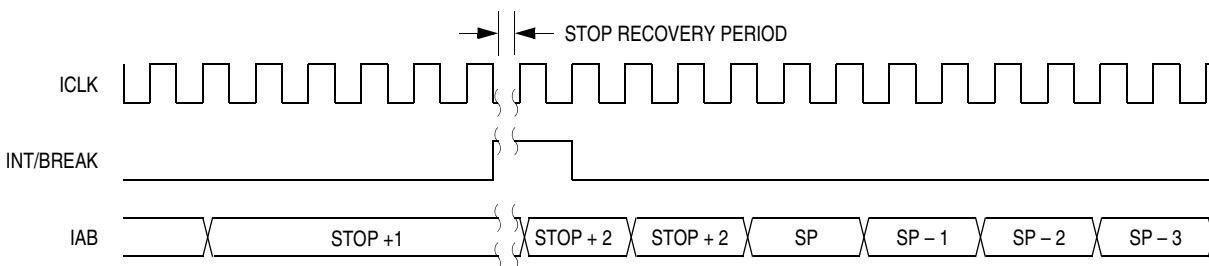 STOP RECOVERY PERIOD
ICLK
INT/BREAK
IAB STOP +1 STOP + 2 STOP + 2 SP SP – 1 SP – 2 SP – 3